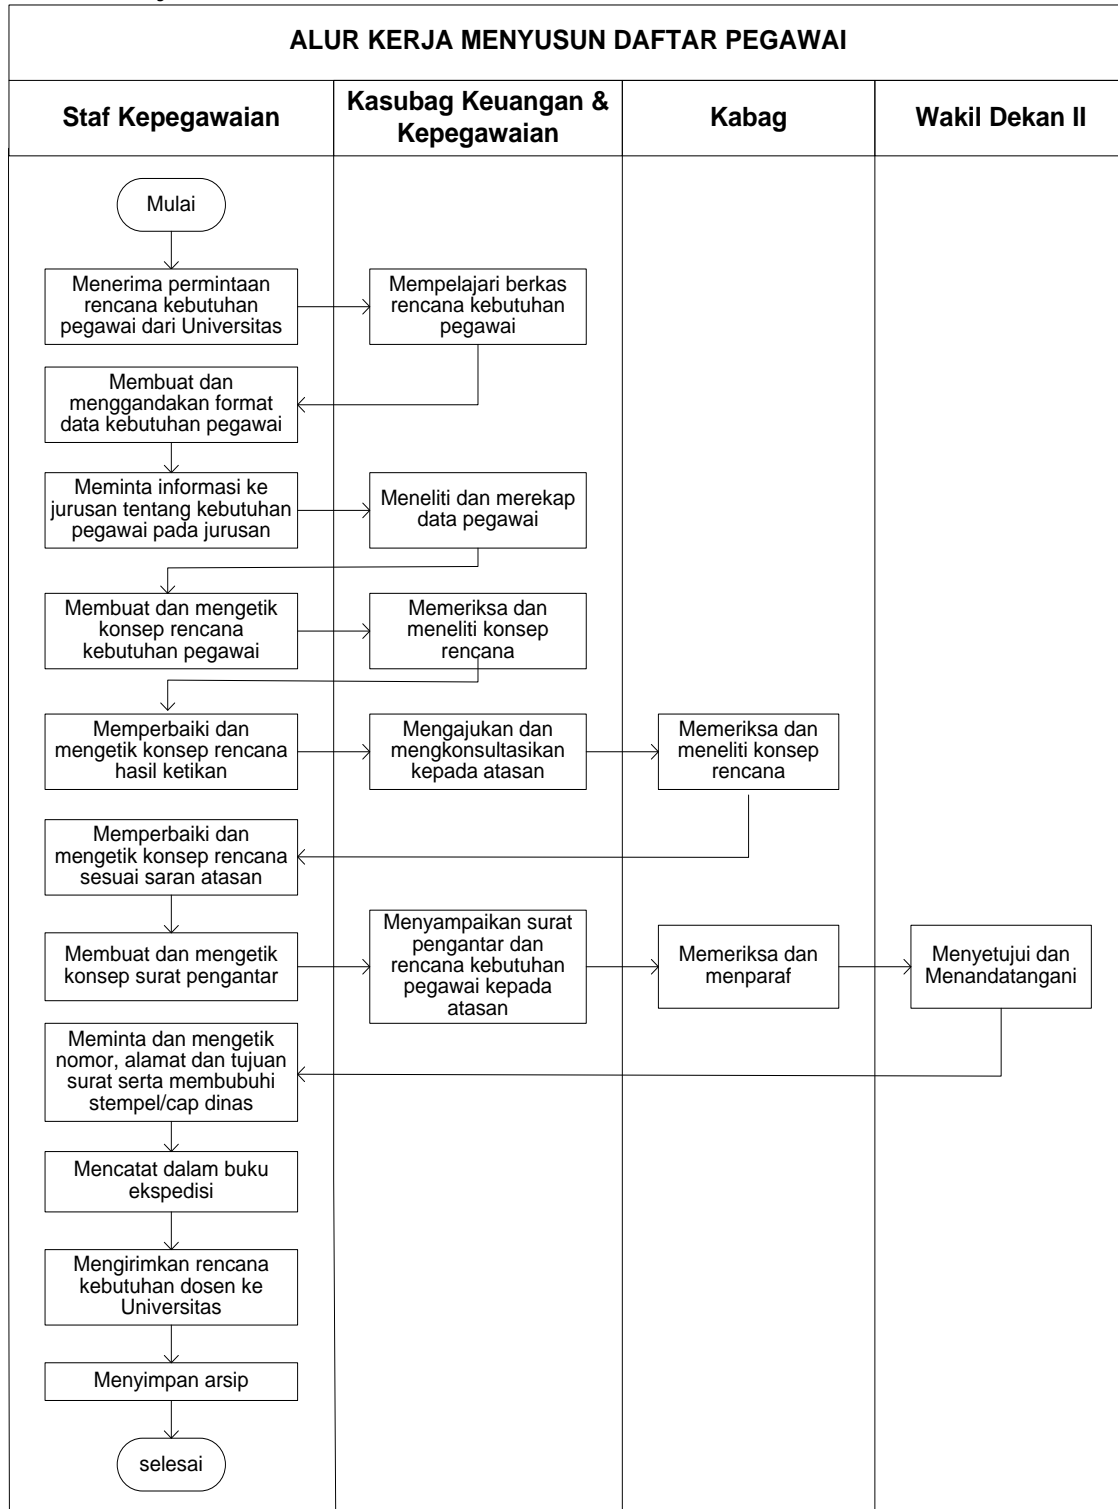 ALUR KERJA MENYUSUN DAFTAR PEGAWAI
Staf Kepegawaian
Kasubag Keuangan &
Kepegawaian
Kabag
Wakil Dekan II
Mulai
Menerima permintaan
rencana kebutuhan
pegawai dari Universitas
Mempelajari berkas
rencana kebutuhan
pegawai
Membuat dan
menggandakan format
data kebutuhan pegawai
Meminta informasi ke
jurusan tentang kebutuhan
pegawai pada jurusan
Meneliti dan merekap
data pegawai
Membuat dan mengetik
konsep rencana
kebutuhan pegawai
Memeriksa dan
meneliti konsep
rencana
Memperbaiki dan
mengetik konsep rencana
hasil ketikan
Mengajukan dan
mengkonsultasikan
kepada atasan
Memeriksa dan
meneliti konsep
rencana
Memperbaiki dan
mengetik konsep rencana
sesuai saran atasan
Membuat dan mengetik
konsep surat pengantar
Menyampaikan surat
pengantar dan
rencana kebutuhan
pegawai kepada
atasan
Memeriksa dan
menparaf
Menyetujui dan
Menandatangani
Meminta dan mengetik
nomor, alamat dan tujuan
surat serta membubuhi
stempel/cap dinas
Mencatat dalam buku
ekspedisi
Mengirimkan rencana
kebutuhan dosen ke
Universitas
Menyimpan arsip
selesai